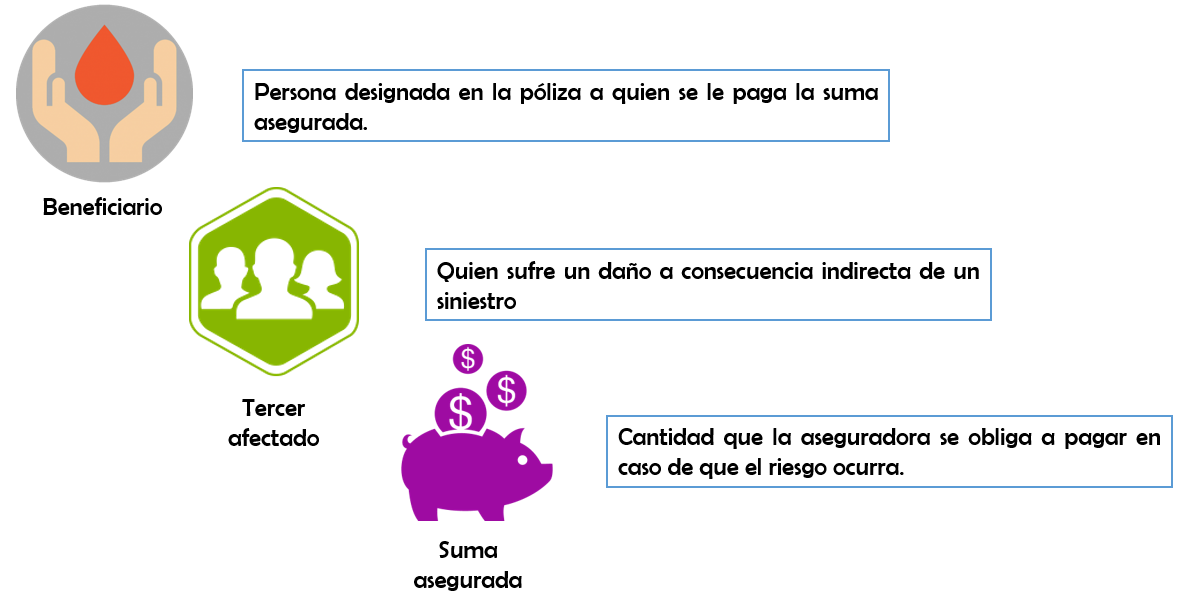 Persona designada en la póliza a quien se le paga la suma
asegurada.
Beneficiario
Quien sufre un daño a consecuencia indirecta de un
siniestro
Tercer
afectado
$
$
$
Cantidad que la aseguradora se obliga a pagar en
caso de que el riesgo ocurra.
Suma
asegurada